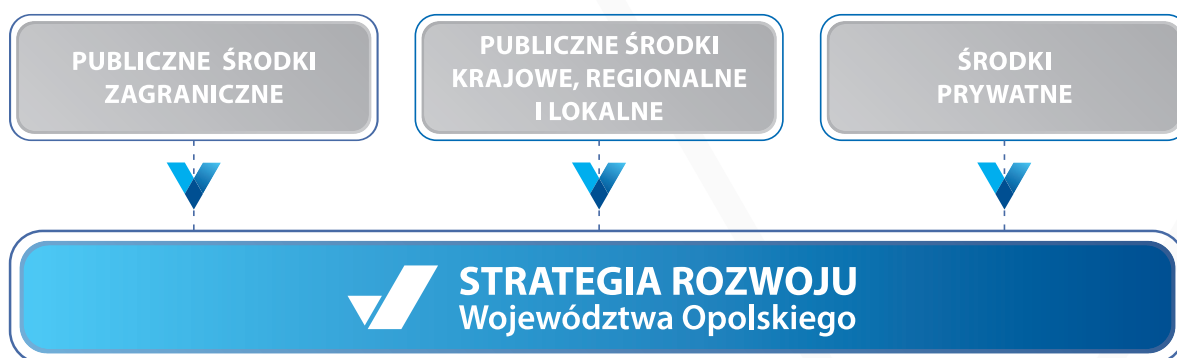 PUBLICZNE ŚRODKI
ZAGRANICZNE
PUBLICZNE ŚRODKI
KRAJOWE, REGIONALNE
I LOKALNE
ŚRODKI
PRYWATNE
STRATEGIA ROZWOJU
Województwa Opolskiego